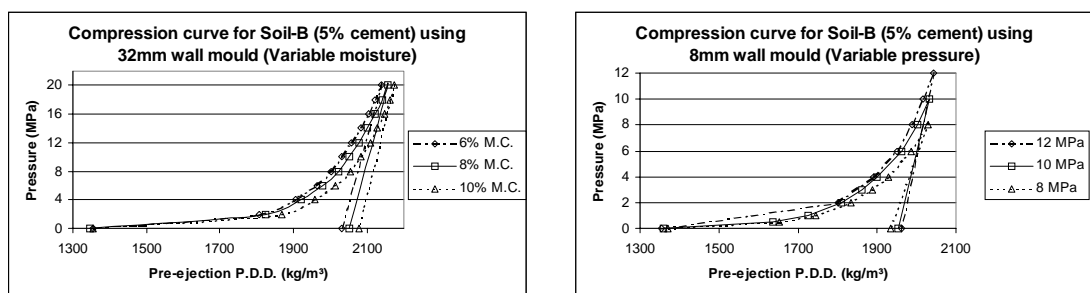 Compression curve for Soil-B (5% cement) using
32mm wall mould (Variable moisture)
20
16
12
8
4
0
Pressure (MPa)
1300
1500
1700
1900
2100
Pre-ejection P.D.D. (kg/m³)
6% M.C.
8% M.C.
10% M.C.
Compression curve for Soil-B (5% cement) using
8mm wall mould (Variable pressure)
12
10
8
6
4
2
0
Pressure (MPa)
1300
1500
1700
1900
2100
Pre-ejection P.D.D. (kg/m³)
12 MPa
10 MPa
8 MPa